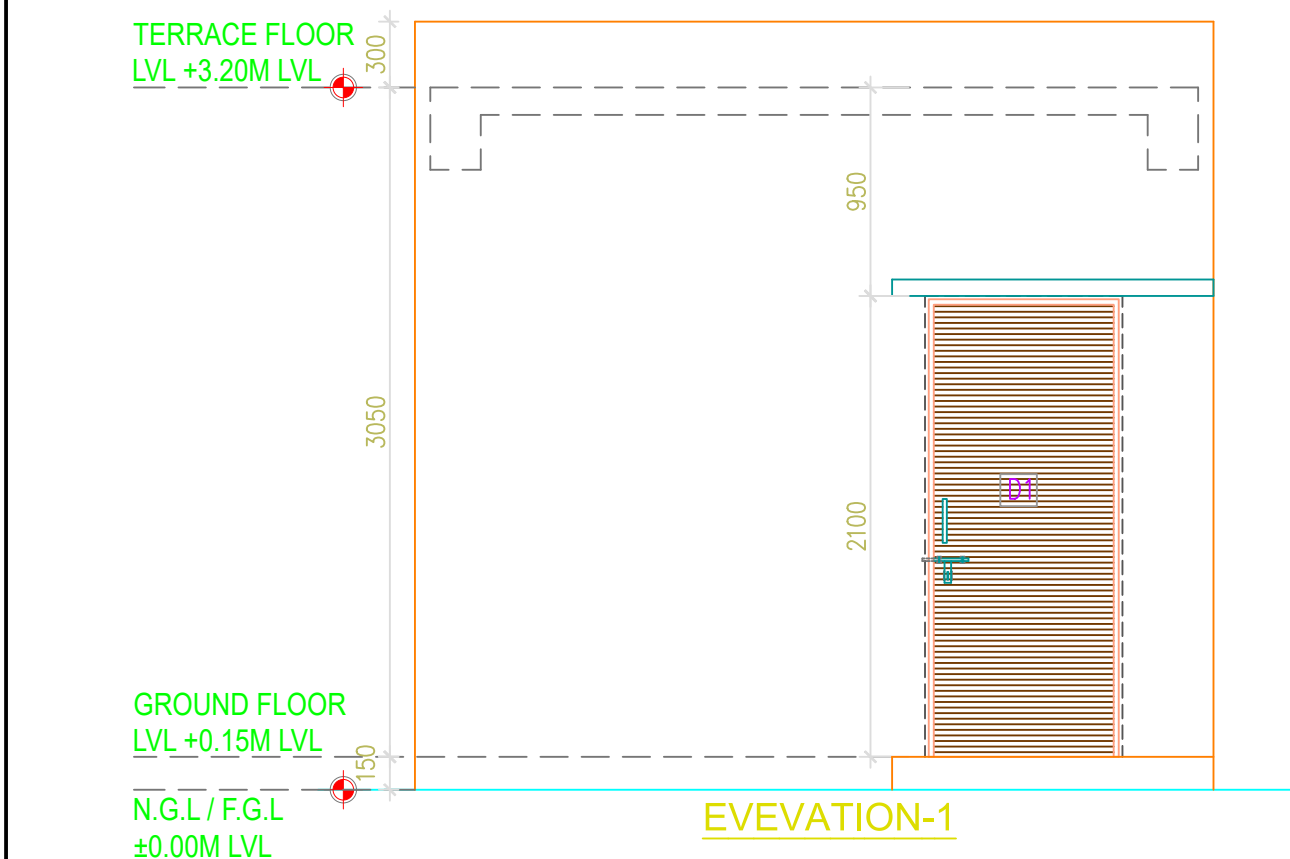 TERRACE FLOOR
LVL +3.20M LVL
300
950
3050
2100
D1
GROUND FLOOR
LVL +0.15M LVL
150
N.G.L / F.G.L
±0.00M LVL
EVEVATION-1